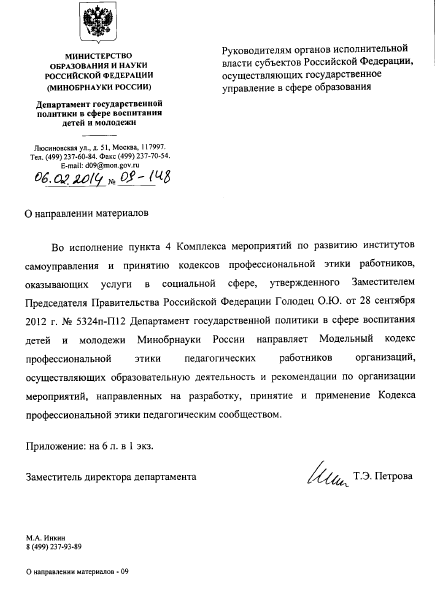 МИНИСТЕРСТВО
ОБРАЗОВАНИЯ И НАУКИ
РОССИЙСКОЙ ФЕДЕРАЦИИ
(МИНОБРНАУКИ РОССИИ)
Департамент государственной
политики в сфере воспитания
детей и молодежи
Люсиновская ул., д. 51, Москва, 117997.
Тел. (499) 237-60-84. Факс (499) 237-70-54.
E-mail: d09@mon.gov.ru
06.02.2014 № 09-148
Руководителям органов исполнительной
власти субъектов Российской Федерации,
осуществляющих государственное
управление в сфере образования
О направлении материалов
Во исполнение пункта 4 Комплекса мероприятий по развитию институтов
самоуправления и принятию кодексов профессиональной этики работников,
оказывающих услуги в социальной сфере, утвержденного Заместителем
Председателя Правительства Российской Федерации Голодец О.Ю. от 28 сентября
2012 г. № 5324п-П12 Департамент государственной политики в сфере воспитания
детей и молодежи Минобрнауки России направляет Модельный кодекс
профессиональной этики педагогических работников организаций,
осуществляющих образовательную деятельность и рекомендации по организации
мероприятий, направленных на разработку, принятие и применение Кодекса
профессиональной этики педагогическим сообществом.
Приложение: на 6 л. в 1 экз.
Заместитель директора департамента Т.Э. Петрова
М.А. Инкин
8 (499) 237-93-89
О направлении материалов - 09